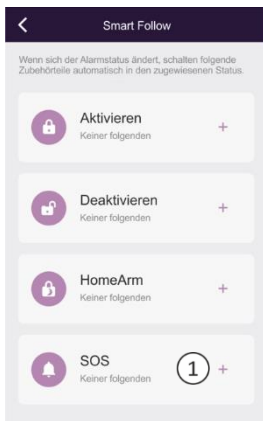 Smart Follow
Wenn sich der Alarmstatus ändert, schalten folgende
Zubehörteile automatisch in den zugewiesenen Status.
Aktivieren
Keiner folgenden
+
Deaktivieren
Keiner folgenden
+
HomeArm
Keiner folgenden
+
SOS
Keiner folgenden
1 +